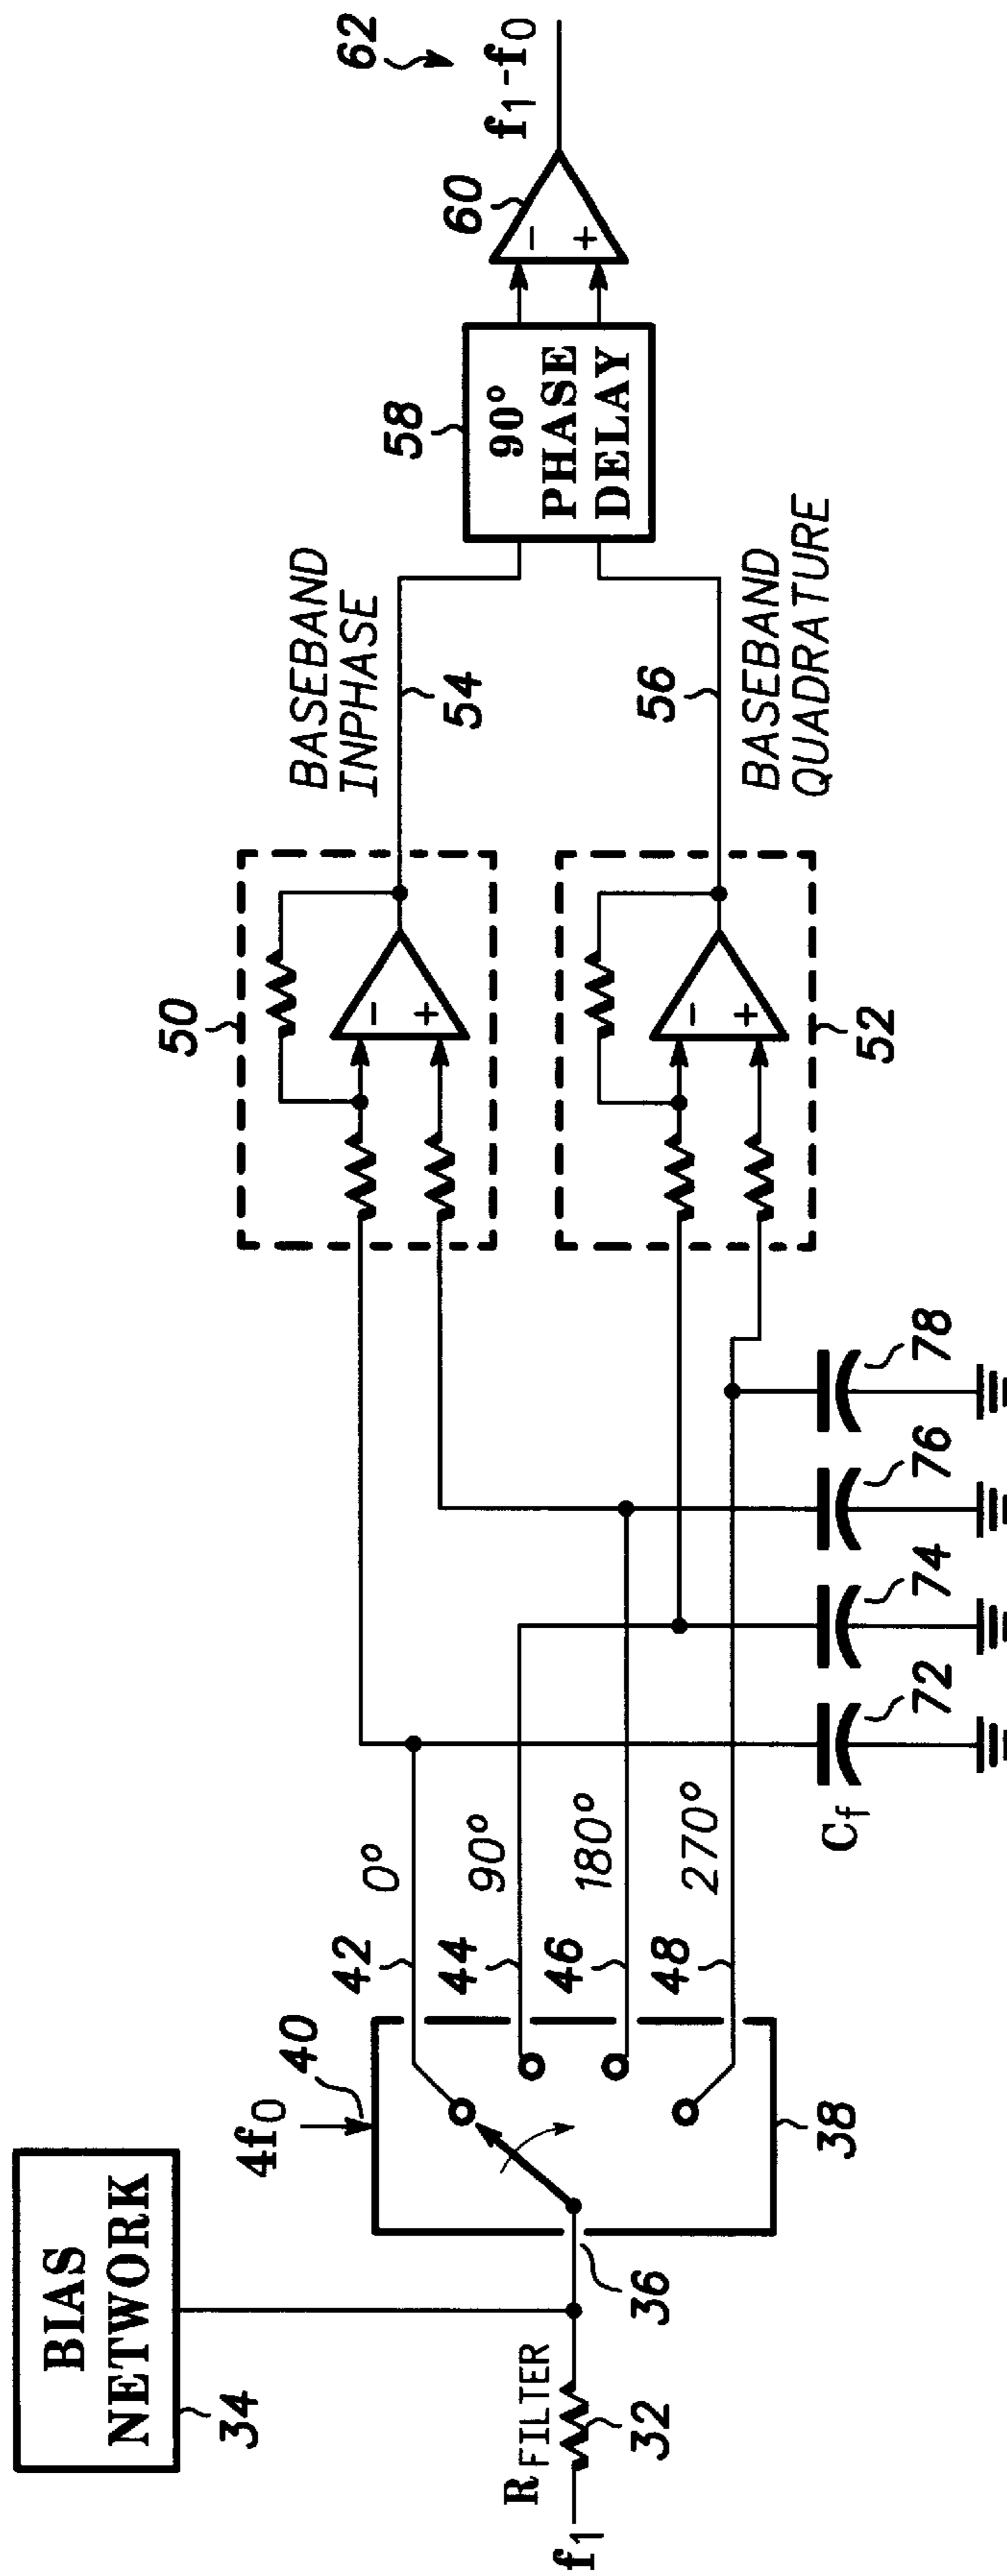 BIAS
NETWORK
34
f1
RFILTER
32
36
4f0
40
38
42
0°
44
90°
46
180°
48
270°
Cf
72
74
76
78
50
−
+
52
−
+
BASEBAND
INPHASE
54
56
BASEBAND
QUADRATURE
58
90°
PHASE
DELAY
60
−
+
62
f1-f0